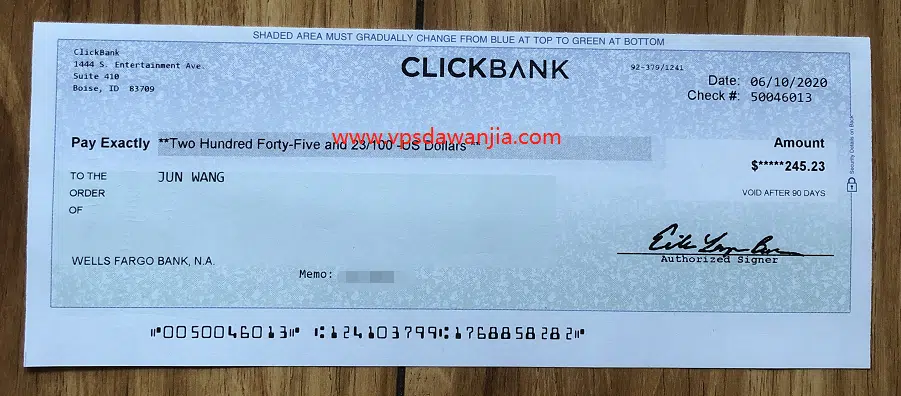 SHADED AREA MUST GRADUALLY CHANGE FROM BLUE AT TOP TO GREEN AT BOTTOM
ClickBank
1444 S. Entertainment Ave.
Suite 410
Boise, ID 83709
CLICKBANK
92-379/1241
Date: 06/10/2020
Check #: 50046013
www.vpsdawanjia.com
Pay Exactly **Two Hundred Forty-Five and 23/100 US Dollars**
Amount
$*****245.23
VOID AFTER 90 DAYS
Security Details on Back
TO THE
ORDER
OF
JUN WANG
WELLS FARGO BANK, N.A.
Memo:
Authorized Signer
⑈0050046013⑈ ⑆124103799⑆1768858282⑈